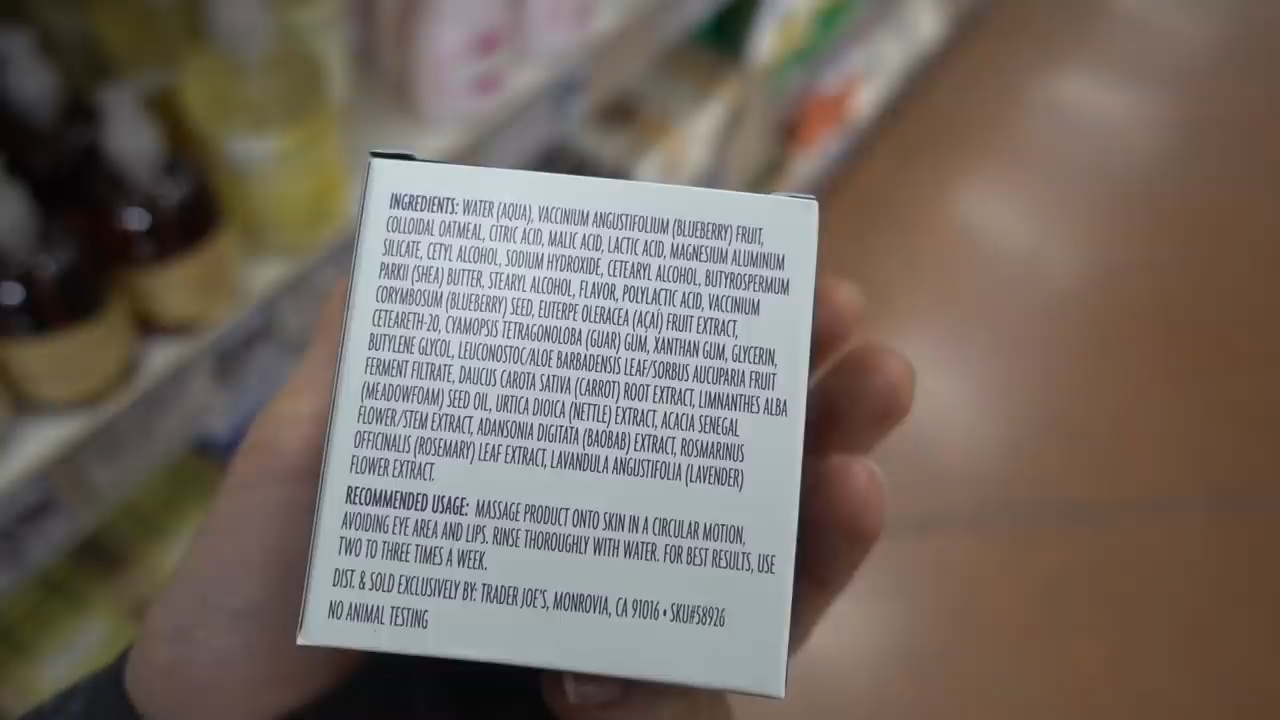 INGREDIENTS: WATER (AQUA), VACCINIUM ANGUSTIFOLIUM (BLUEBERRY) FRUIT,
COLLOIDAL OATMEAL, CITRIC ACID, MALIC ACID, LACTIC ACID, MAGNESIUM ALUMINUM
SILICATE, CETYL ALCOHOL, SODIUM HYDROXIDE, CETEARYL ALCOHOL, BUTYROSPERMUM
PARKII (SHEA) BUTTER, STEARYL ALCOHOL, FLAVOR, POLYLACTIC ACID, VACCINIUM
CORYMBOSUM (BLUEBERRY) SEED, EUTERPE OLERACEA (AÇAÍ) FRUIT EXTRACT,
CETEARETH-20, CYAMOPSIS TETRAGONOLOBA (GUAR) GUM, XANTHAN GUM, GLYCERIN,
BUTYLENE GLYCOL, LEUCONOSTOC/ALOE BARBADENSIS LEAF/SORBUS AUCUPARIA FRUIT
FERMENT FILTRATE, DAUCUS CAROTA SATIVA (CARROT) ROOT EXTRACT, LIMNANTHES ALBA
(MEADOWFOAM) SEED OIL, URTICA DIOICA (NETTLE) EXTRACT, ACACIA SENEGAL
FLOWER/STEM EXTRACT, ADANSONIA DIGITATA (BAOBAB) EXTRACT, ROSMARINUS
OFFICINALIS (ROSEMARY) LEAF EXTRACT, LAVANDULA ANGUSTIFOLIA (LAVENDER)
FLOWER EXTRACT.
RECOMMENDED USAGE: MASSAGE PRODUCT ONTO SKIN IN A CIRCULAR MOTION,
AVOIDING EYE AREA AND LIPS. RINSE THOROUGHLY WITH WATER. FOR BEST RESULTS, USE
TWO TO THREE TIMES A WEEK.
DIST. & SOLD EXCLUSIVELY BY: TRADER JOE'S, MONROVIA, CA 91016 • SKU#58926
NO ANIMAL TESTING